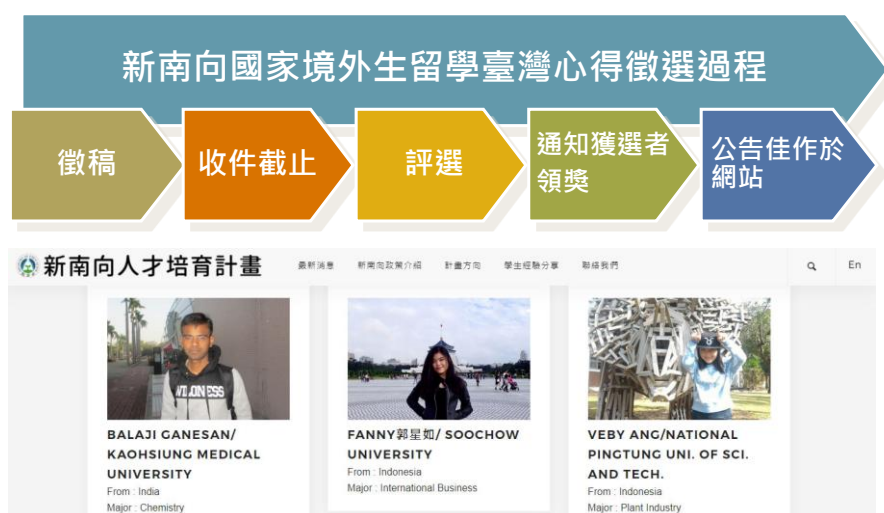 新南向國家境外生留學臺灣心得徵選過程
徵稿
收件截止
評選
通知獲選者
領獎
公告佳作於
網站
新南向人才培育計畫
最新消息 新南向政策介紹 計畫方向 學生經驗分享 聯絡我們 En
WILDNESS
BALAJI GANESAN/
KAOHSIUNG MEDICAL
UNIVERSITY
From : India
Major : Chemistry
FANNY郭星如/ SOOCHOW
UNIVERSITY
From : Indonesia
Major : International Business
VEBY ANG/NATIONAL
PINGTUNG UNI. OF SCI.
AND TECH.
From : Indonesia
Major : Plant Industry